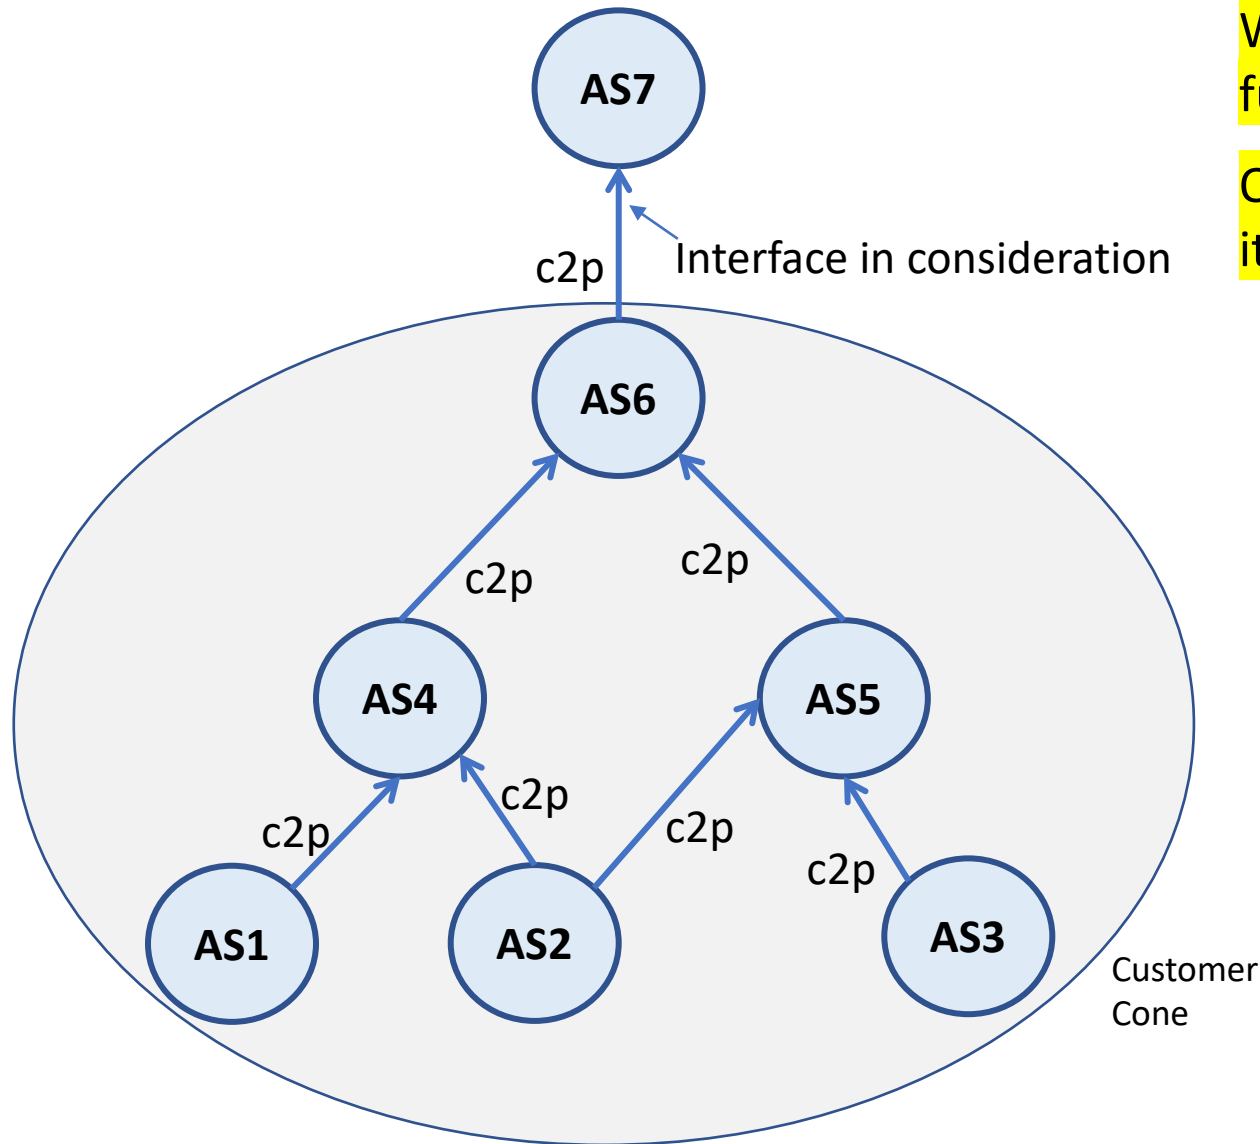 AS7
c2p
Interface in consideration
AS6
c2p
c2p
AS4
AS5
c2p
c2p
c2p
c2p
AS1
AS2
AS3
Customer
Cone